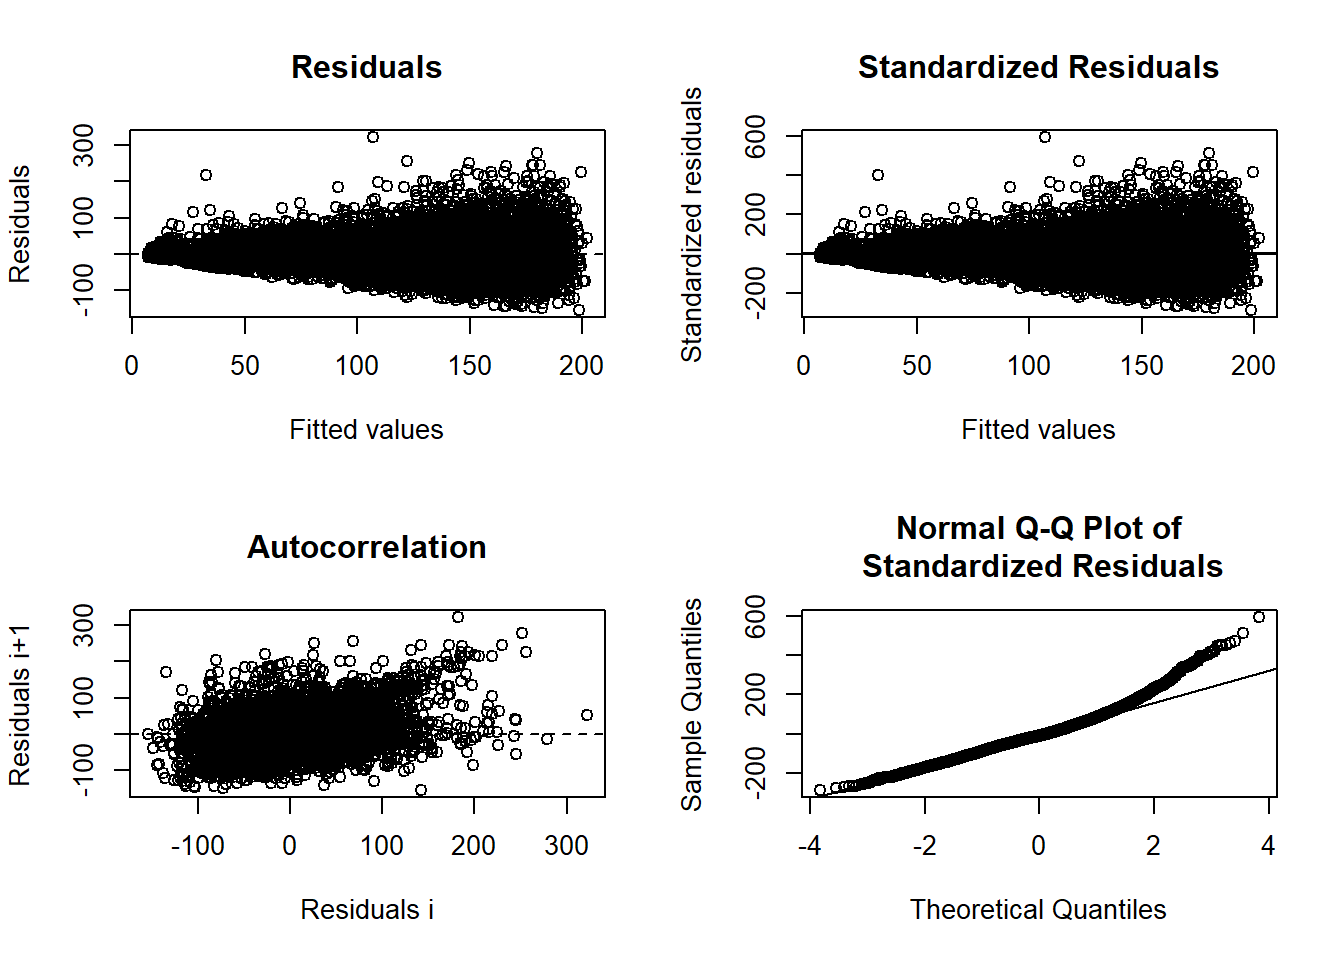 Residuals
Residuals
300
100
-100
0
50
100
150
200
Fitted values
Standardized Residuals
Standardized residuals
600
200
-200
0
50
100
150
200
Fitted values
Autocorrelation
Residuals i+1
300
100
-100
-100
0
100
200
300
Residuals i
Normal Q-Q Plot of
Standardized Residuals
Sample Quantiles
600
200
-200
-4
-2
0
2
4
Theoretical Quantiles